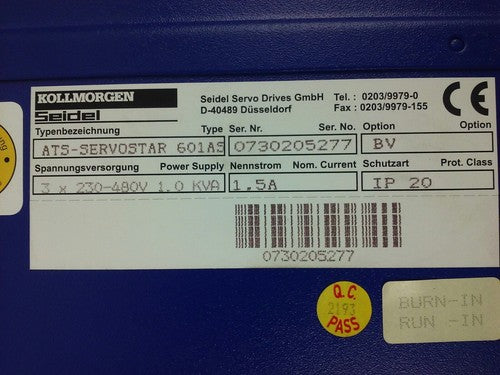 KOLLMORGEN
Seidel
Seidel Servo Drives GmbH Tel. : 0203/9979-0
D-40489 Düsseldorf Fax : 0203/9979-155
CE
Typenbezeichnung Type Ser. Nr. Ser. No. Option Option
ATS-SERVOSTAR 601AS 0730205277 BV
Spannungsversorgung Power Supply Nennstrom Nom. Current Schutzart Prot. Class
3 x 230-480V 1.0 KVA 1.5A IP 20
0730205277
Q.C.
2193
PASS
BURN-IN
RUN -IN